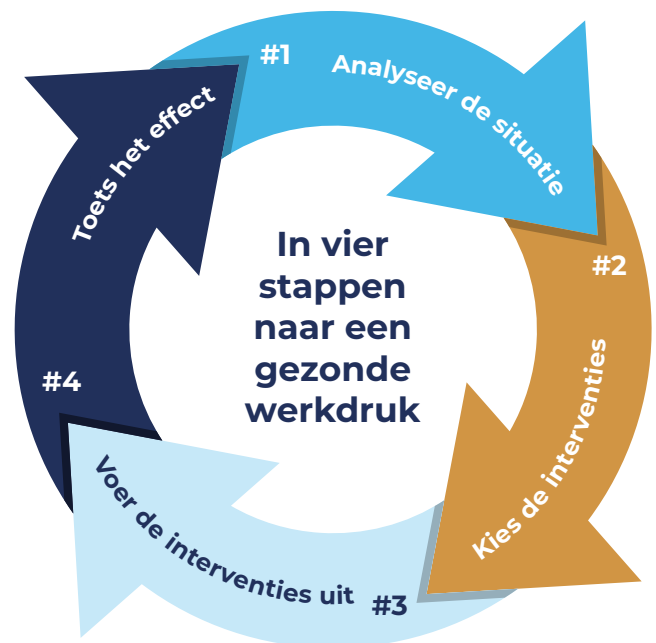 #1
Analyseer de situatie
#2
Kies de interventies
#3
Voer de interventies uit
#4
Toets het effect
In vier
stappen
naar een
gezonde
werkdruk